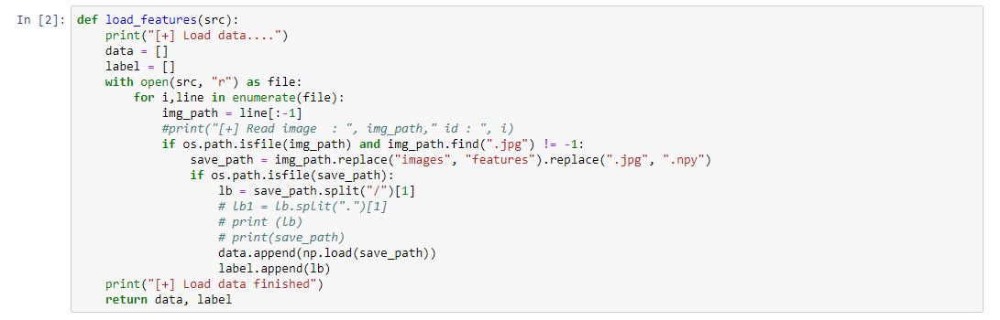 In [2]: def load_features(src):
    print("[+] Load data....")
    data = []
    label = []
    with open(src, "r") as file:
        for i,line in enumerate(file):
            img_path = line[:-1]
            #print("[+] Read image  : ", img_path," id : ", i)
            if os.path.isfile(img_path) and img_path.find(".jpg") != -1:
                save_path = img_path.replace("images", "features").replace(".jpg", ".npy")
                if os.path.isfile(save_path):
                    lb = save_path.split("/")[1]
                    # lb1 = lb.split(".")[1]
                    # print (lb)
                    # print(save_path)
                    data.append(np.load(save_path))
                    label.append(lb)
    print("[+] Load data finished")
    return data, label